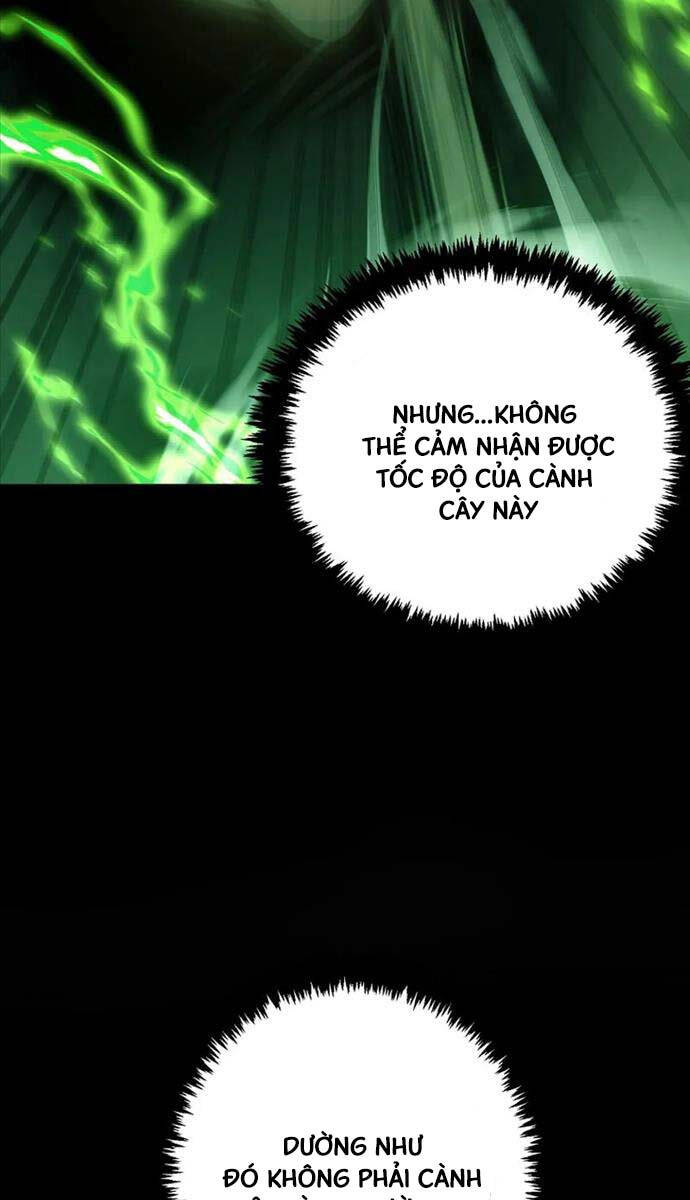 NHƯNG...KHÔNG
THỂ CẢM NHẬN ĐƯỢC
TỐC ĐỘ CỦA CÀNH
CÂY NÀY
DƯỜNG NHƯ
ĐÓ KHÔNG PHẢI CÀNH